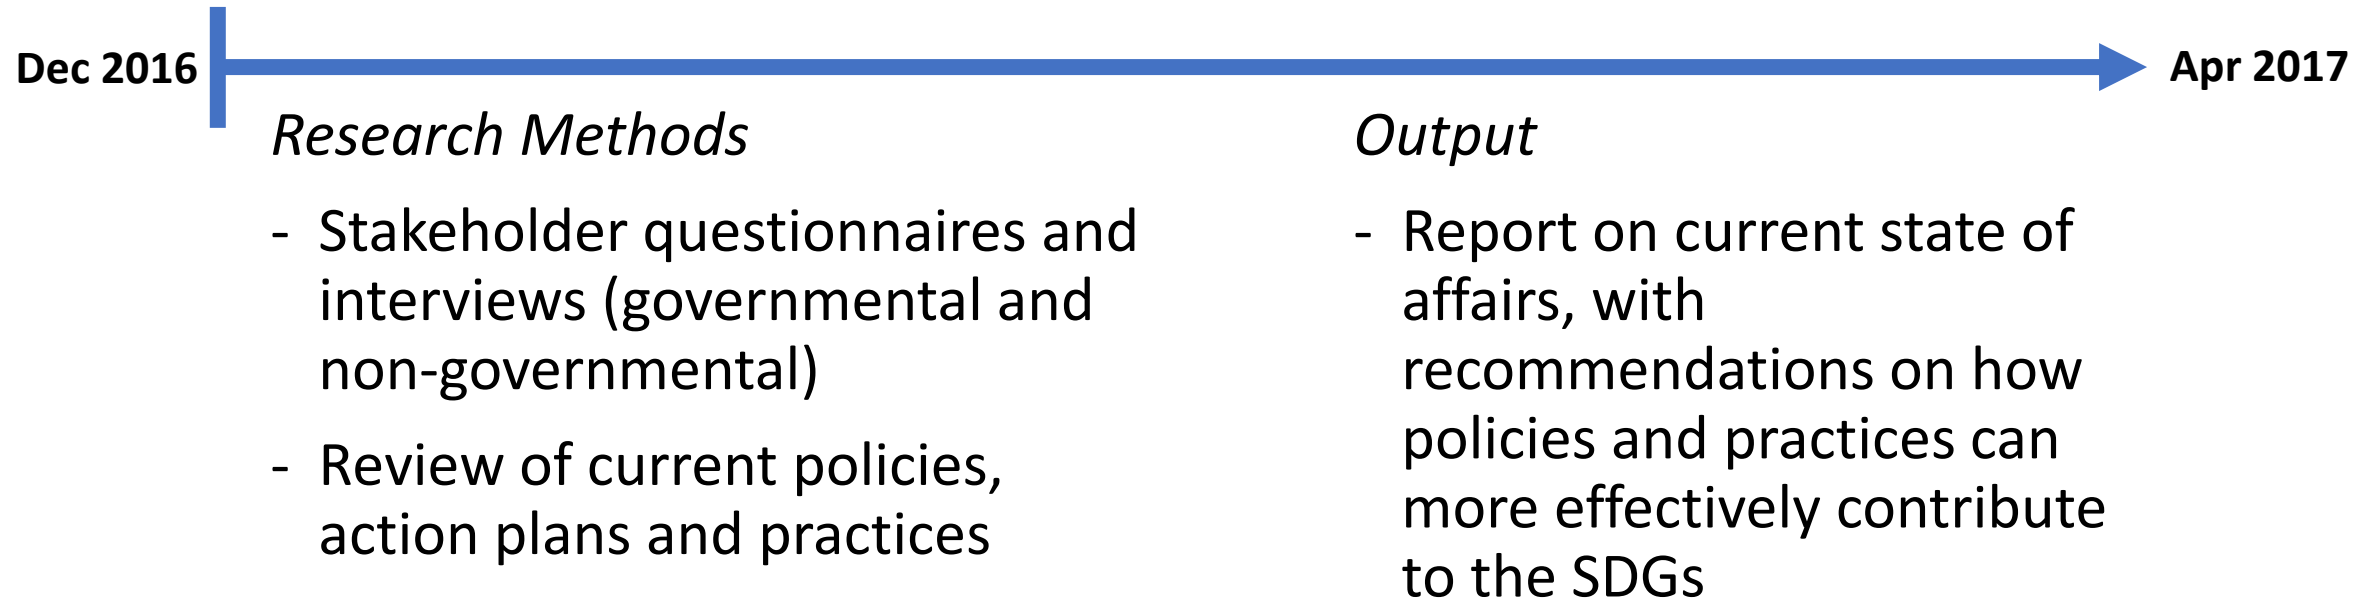 Dec 2016
Apr 2017
Research Methods
- Stakeholder questionnaires and
interviews (governmental and
non-governmental)
- Review of current policies,
action plans and practices
Output
- Report on current state of
affairs, with
recommendations on how
policies and practices can
more effectively contribute
to the SDGs